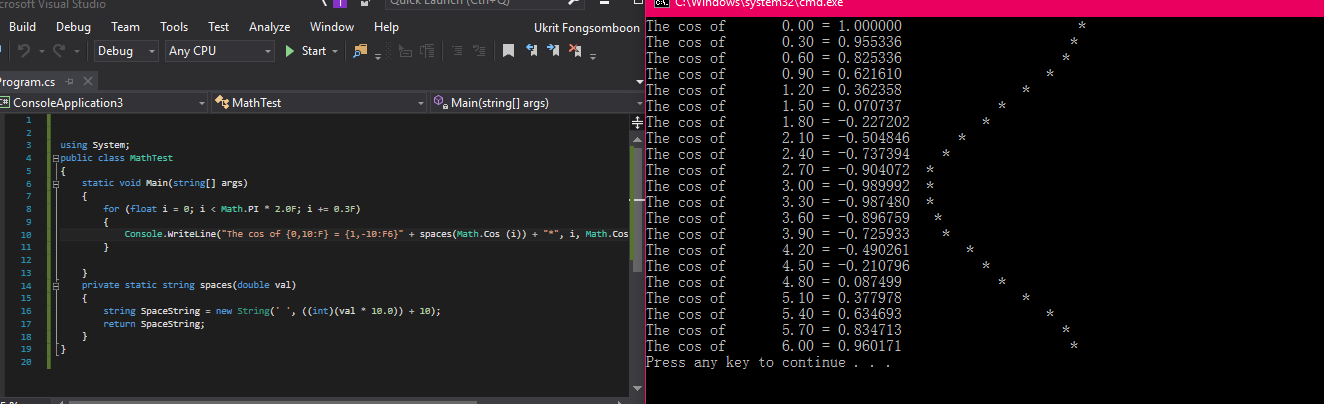 crosoft Visual Studio
Quick Launch (Ctrl+Q)
Build Debug Team Tools Test Analyze Window Help Ukrit Fongsomboon
Debug Any CPU Start
Program.cs
ConsoleApplication3 MathTest Main(string[] args)
1
2
3 using System;
4 public class MathTest
5 {
6 static void Main(string[] args)
7 {
8 for (float i = 0; i < Math.PI * 2.0F; i += 0.3F)
9 {
10 Console.WriteLine("The cos of {0,10:F} = {1,-10:F6}" + spaces(Math.Cos (i)) + "*", i, Math.Cos
11 }
12
13 }
14 private static string spaces(double val)
15 {
16 string SpaceString = new String(' ', ((int)(val * 10.0)) + 10);
17 return SpaceString;
18 }
19 }
20
C:\Windows\system32\cmd.exe
The cos of 0.00 = 1.000000 *
The cos of 0.30 = 0.955336 *
The cos of 0.60 = 0.825336 *
The cos of 0.90 = 0.621610 *
The cos of 1.20 = 0.362358 *
The cos of 1.50 = 0.070737 *
The cos of 1.80 = -0.227202 *
The cos of 2.10 = -0.504846 *
The cos of 2.40 = -0.737394 *
The cos of 2.70 = -0.904072 *
The cos of 3.00 = -0.989992 *
The cos of 3.30 = -0.987480 *
The cos of 3.60 = -0.896759 *
The cos of 3.90 = -0.725933 *
The cos of 4.20 = -0.490261 *
The cos of 4.50 = -0.210796 *
The cos of 4.80 = 0.087499 *
The cos of 5.10 = 0.377978 *
The cos of 5.40 = 0.634693 *
The cos of 5.70 = 0.834713 *
The cos of 6.00 = 0.960171 *
Press any key to continue . . .